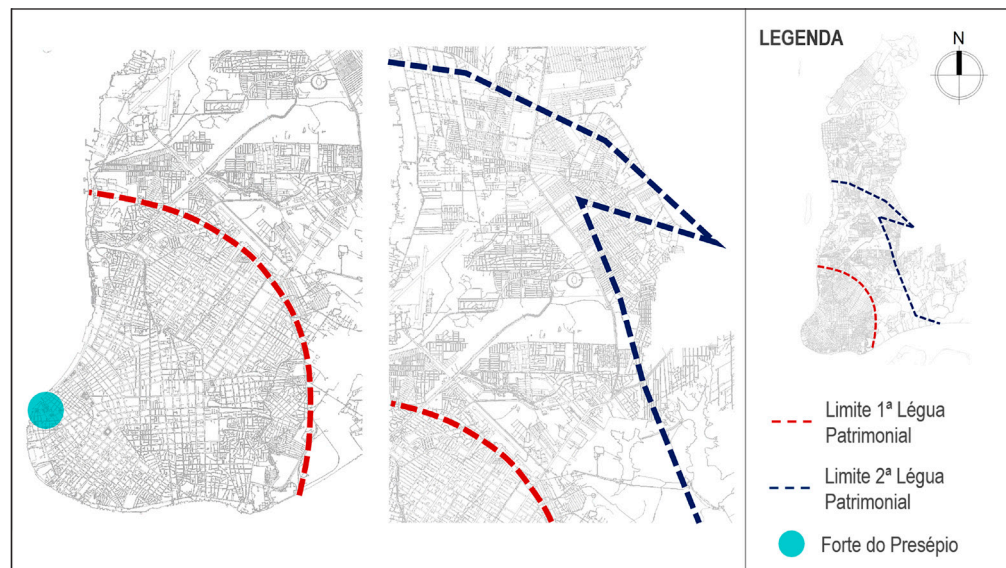 LEGENDA
N
Limite 1ª Légua
Patrimonial
Limite 2ª Légua
Patrimonial
Forte do Presépio